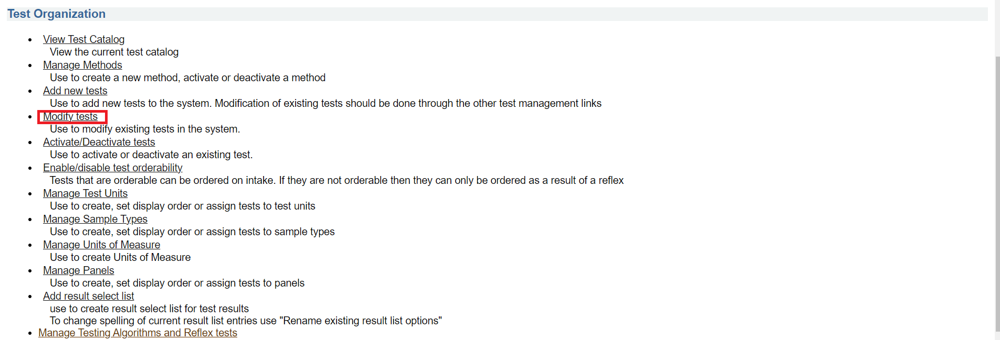 Test Organization
View Test Catalog
View the current test catalog
Manage Methods
Use to create a new method, activate or deactivate a method
Add new tests
Use to add new tests to the system. Modification of existing tests should be done through the other test management links
Modify tests
Use to modify existing tests in the system.
Activate/Deactivate tests
Use to activate or deactivate an existing test.
Enable/disable test orderability
Tests that are orderable can be ordered on intake. If they are not orderable then they can only be ordered as a result of a reflex
Manage Test Units
Use to create, set display order or assign tests to test units
Manage Sample Types
Use to create, set display order or assign tests to sample types
Manage Units of Measure
Use to create Units of Measure
Manage Panels
Use to create, set display order or assign tests to panels
Add result select list
use to create result select list for test results
To change spelling of current result list entries use "Rename existing result list options"
Manage Testing Algorithms and Reflex tests